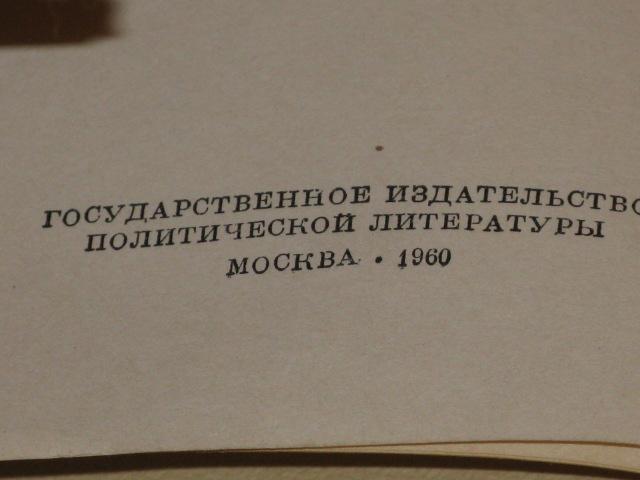 ГОСУДАРСТВЕННОЕ ИЗДАТЕЛЬСТВО
ПОЛИТИЧЕСКОЙ ЛИТЕРАТУРЫ
МОСКВА • 1960